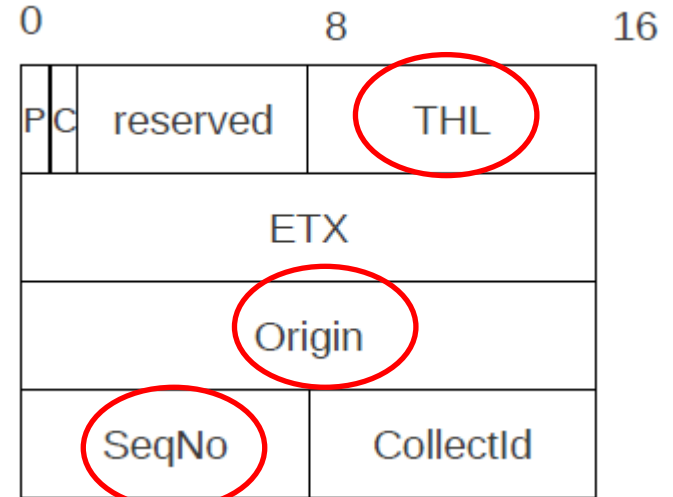 0 8 16
P C reserved THL
ETX
Origin
SeqNo CollectId